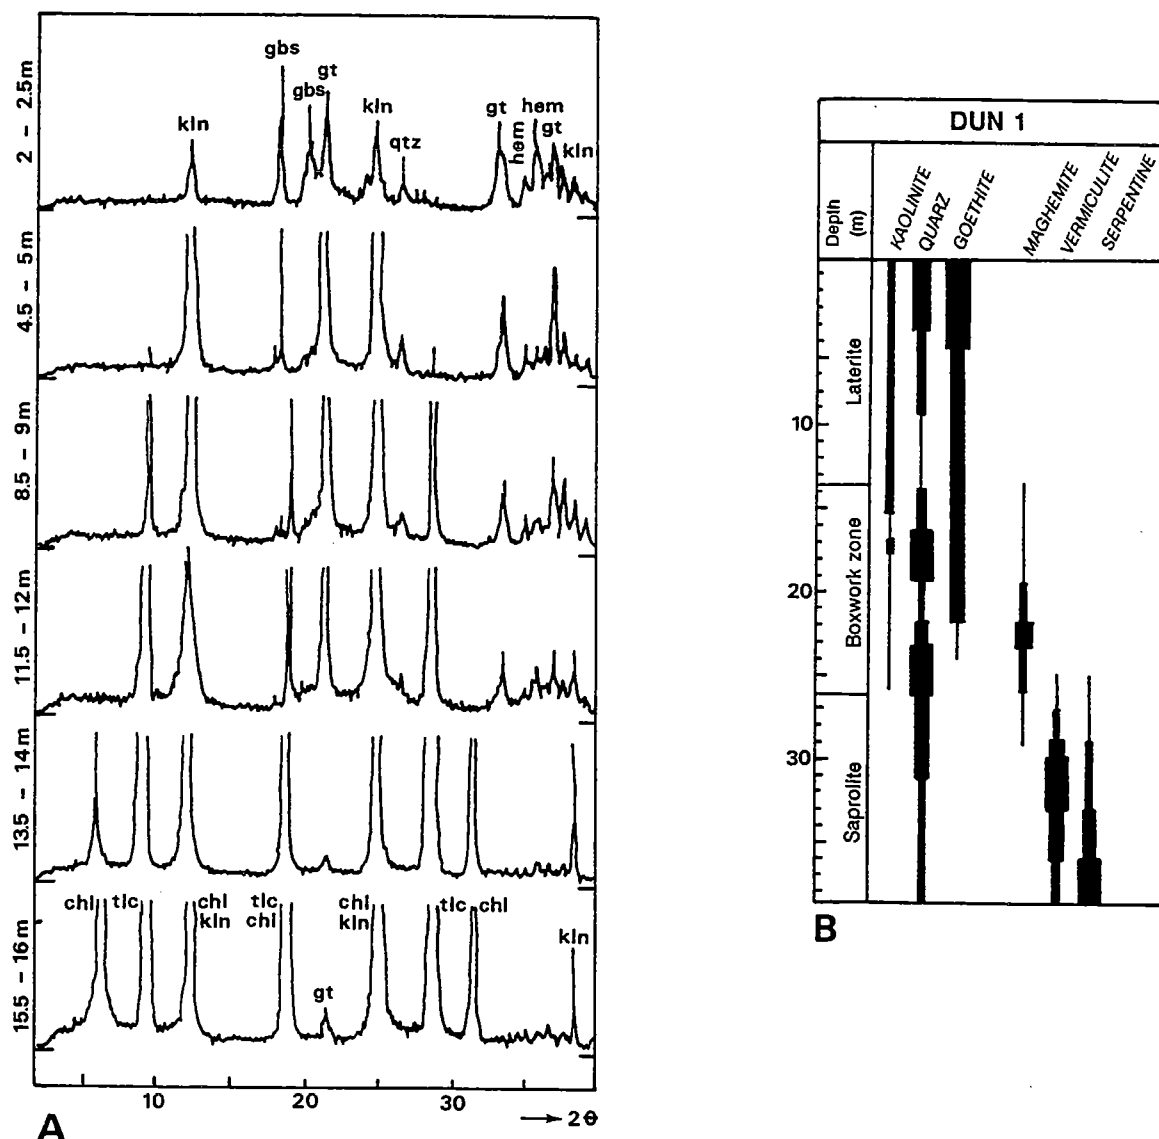 2 – 2.5m
kln
gbs
gbs
gt
kln
qtz
gt
hem
hem
gt
kln
4.5 – 5m
8.5 – 9m
11.5 – 12m
13.5 – 14m
15.5 – 16m
chl
tlc
chl
kln
tlc
chl
gt
chl
kln
tlc
chl
kln
10
20
30
→ 2θ
A
DUN 1
Depth
(m)
KAOLINITE
QUARZ
GOETHITE
MAGHEMITE
VERMICULITE
SERPENTINE
Laterite
10
Boxwork zone
20
30
Saprolite
B